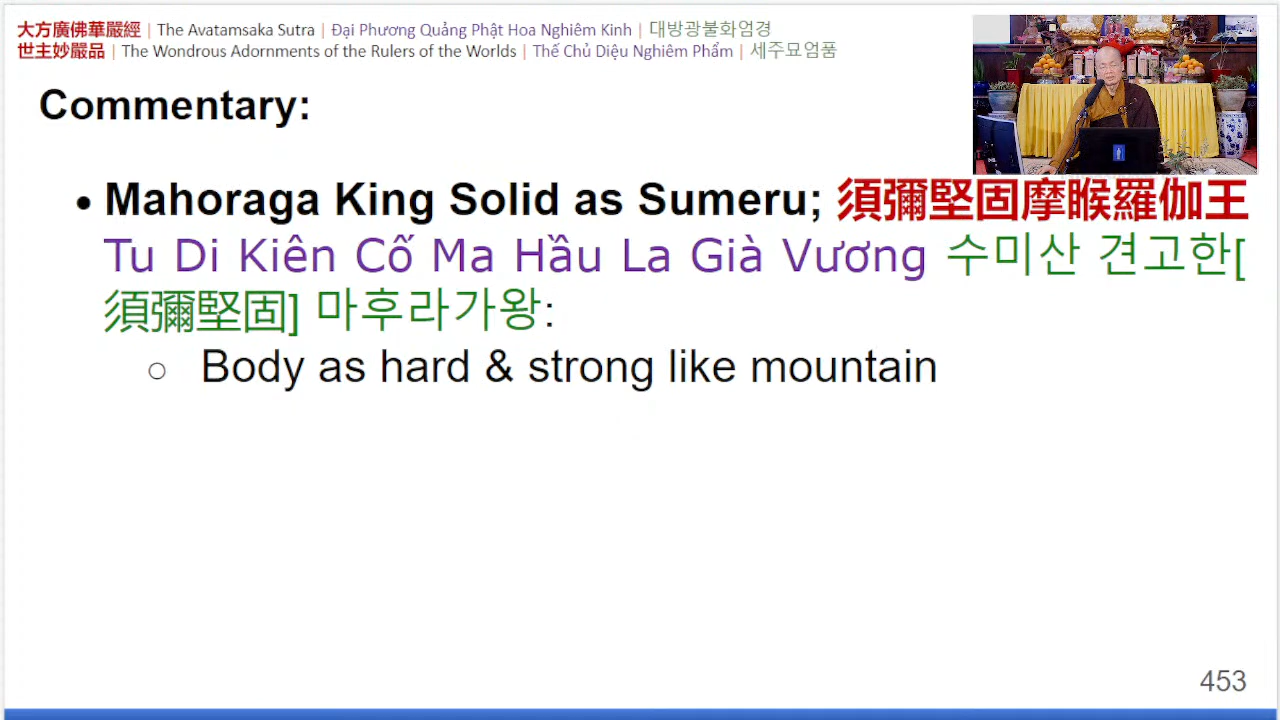 大方廣佛華嚴經 | The Avatamsaka Sutra | Đại Phương Quảng Phật Hoa Nghiêm Kinh | 대방광불화엄경
世主妙嚴品 | The Wondrous Adornments of the Rulers of the Worlds | Thế Chủ Diệu Nghiêm Phẩm | 세주묘엄품
Commentary:
• Mahoraga King Solid as Sumeru; 須彌堅固摩睺羅伽王
Tu Di Kiên Cố Ma Hầu La Già Vương 수미산 견고한[
須彌堅固] 마후라가왕:
○ Body as hard & strong like mountain
453